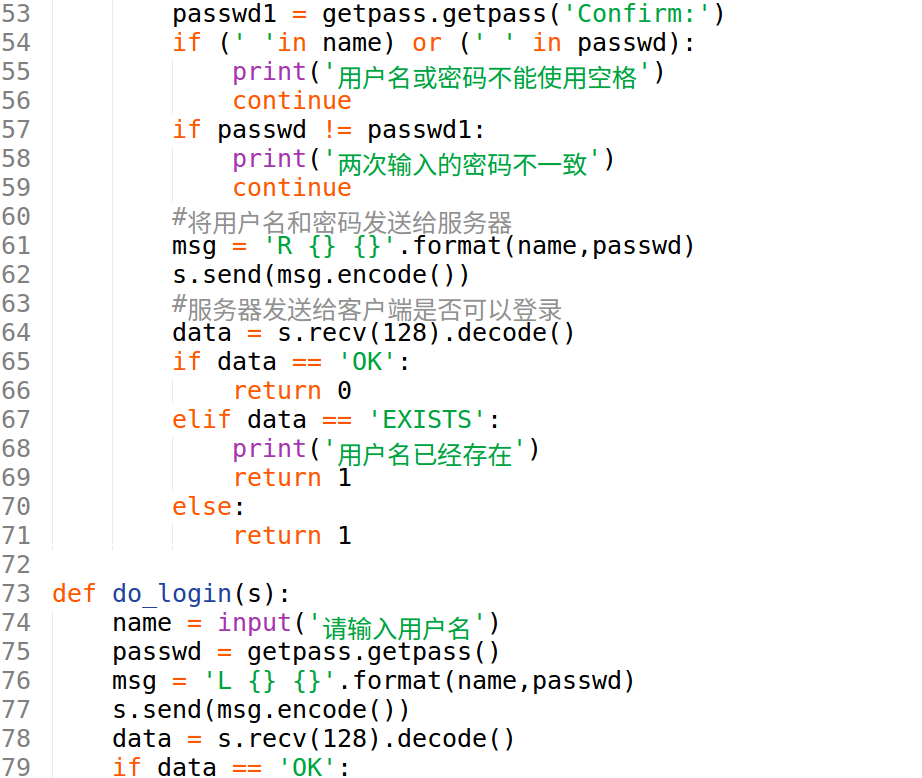 53 passwd1 = getpass.getpass('Confirm:')
54 if (' 'in name) or (' ' in passwd):
55 print('用户名或密码不能使用空格')
56 continue
57 if passwd != passwd1:
58 print('两次输入的密码不一致')
59 continue
60 #将用户名和密码发送给服务器
61 msg = 'R {} {}'.format(name,passwd)
62 s.send(msg.encode())
63 #服务器发送给客户端是否可以登录
64 data = s.recv(128).decode()
65 if data == 'OK':
66 return 0
67 elif data == 'EXISTS':
68 print('用户名已经存在')
69 return 1
70 else:
71 return 1
72
73 def do_login(s):
74 name = input('请输入用户名')
75 passwd = getpass.getpass()
76 msg = 'L {} {}'.format(name,passwd)
77 s.send(msg.encode())
78 data = s.recv(128).decode()
79 if data == 'OK':